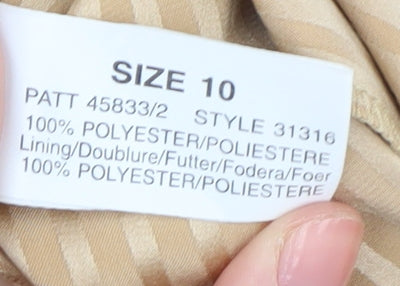 SIZE 10
PATT 45833/2 STYLE 31316
100% POLYESTER/POLIESTERE
Lining/Doublure/Futter/Fodera/Foer
100% POLYESTER/POLIESTERE